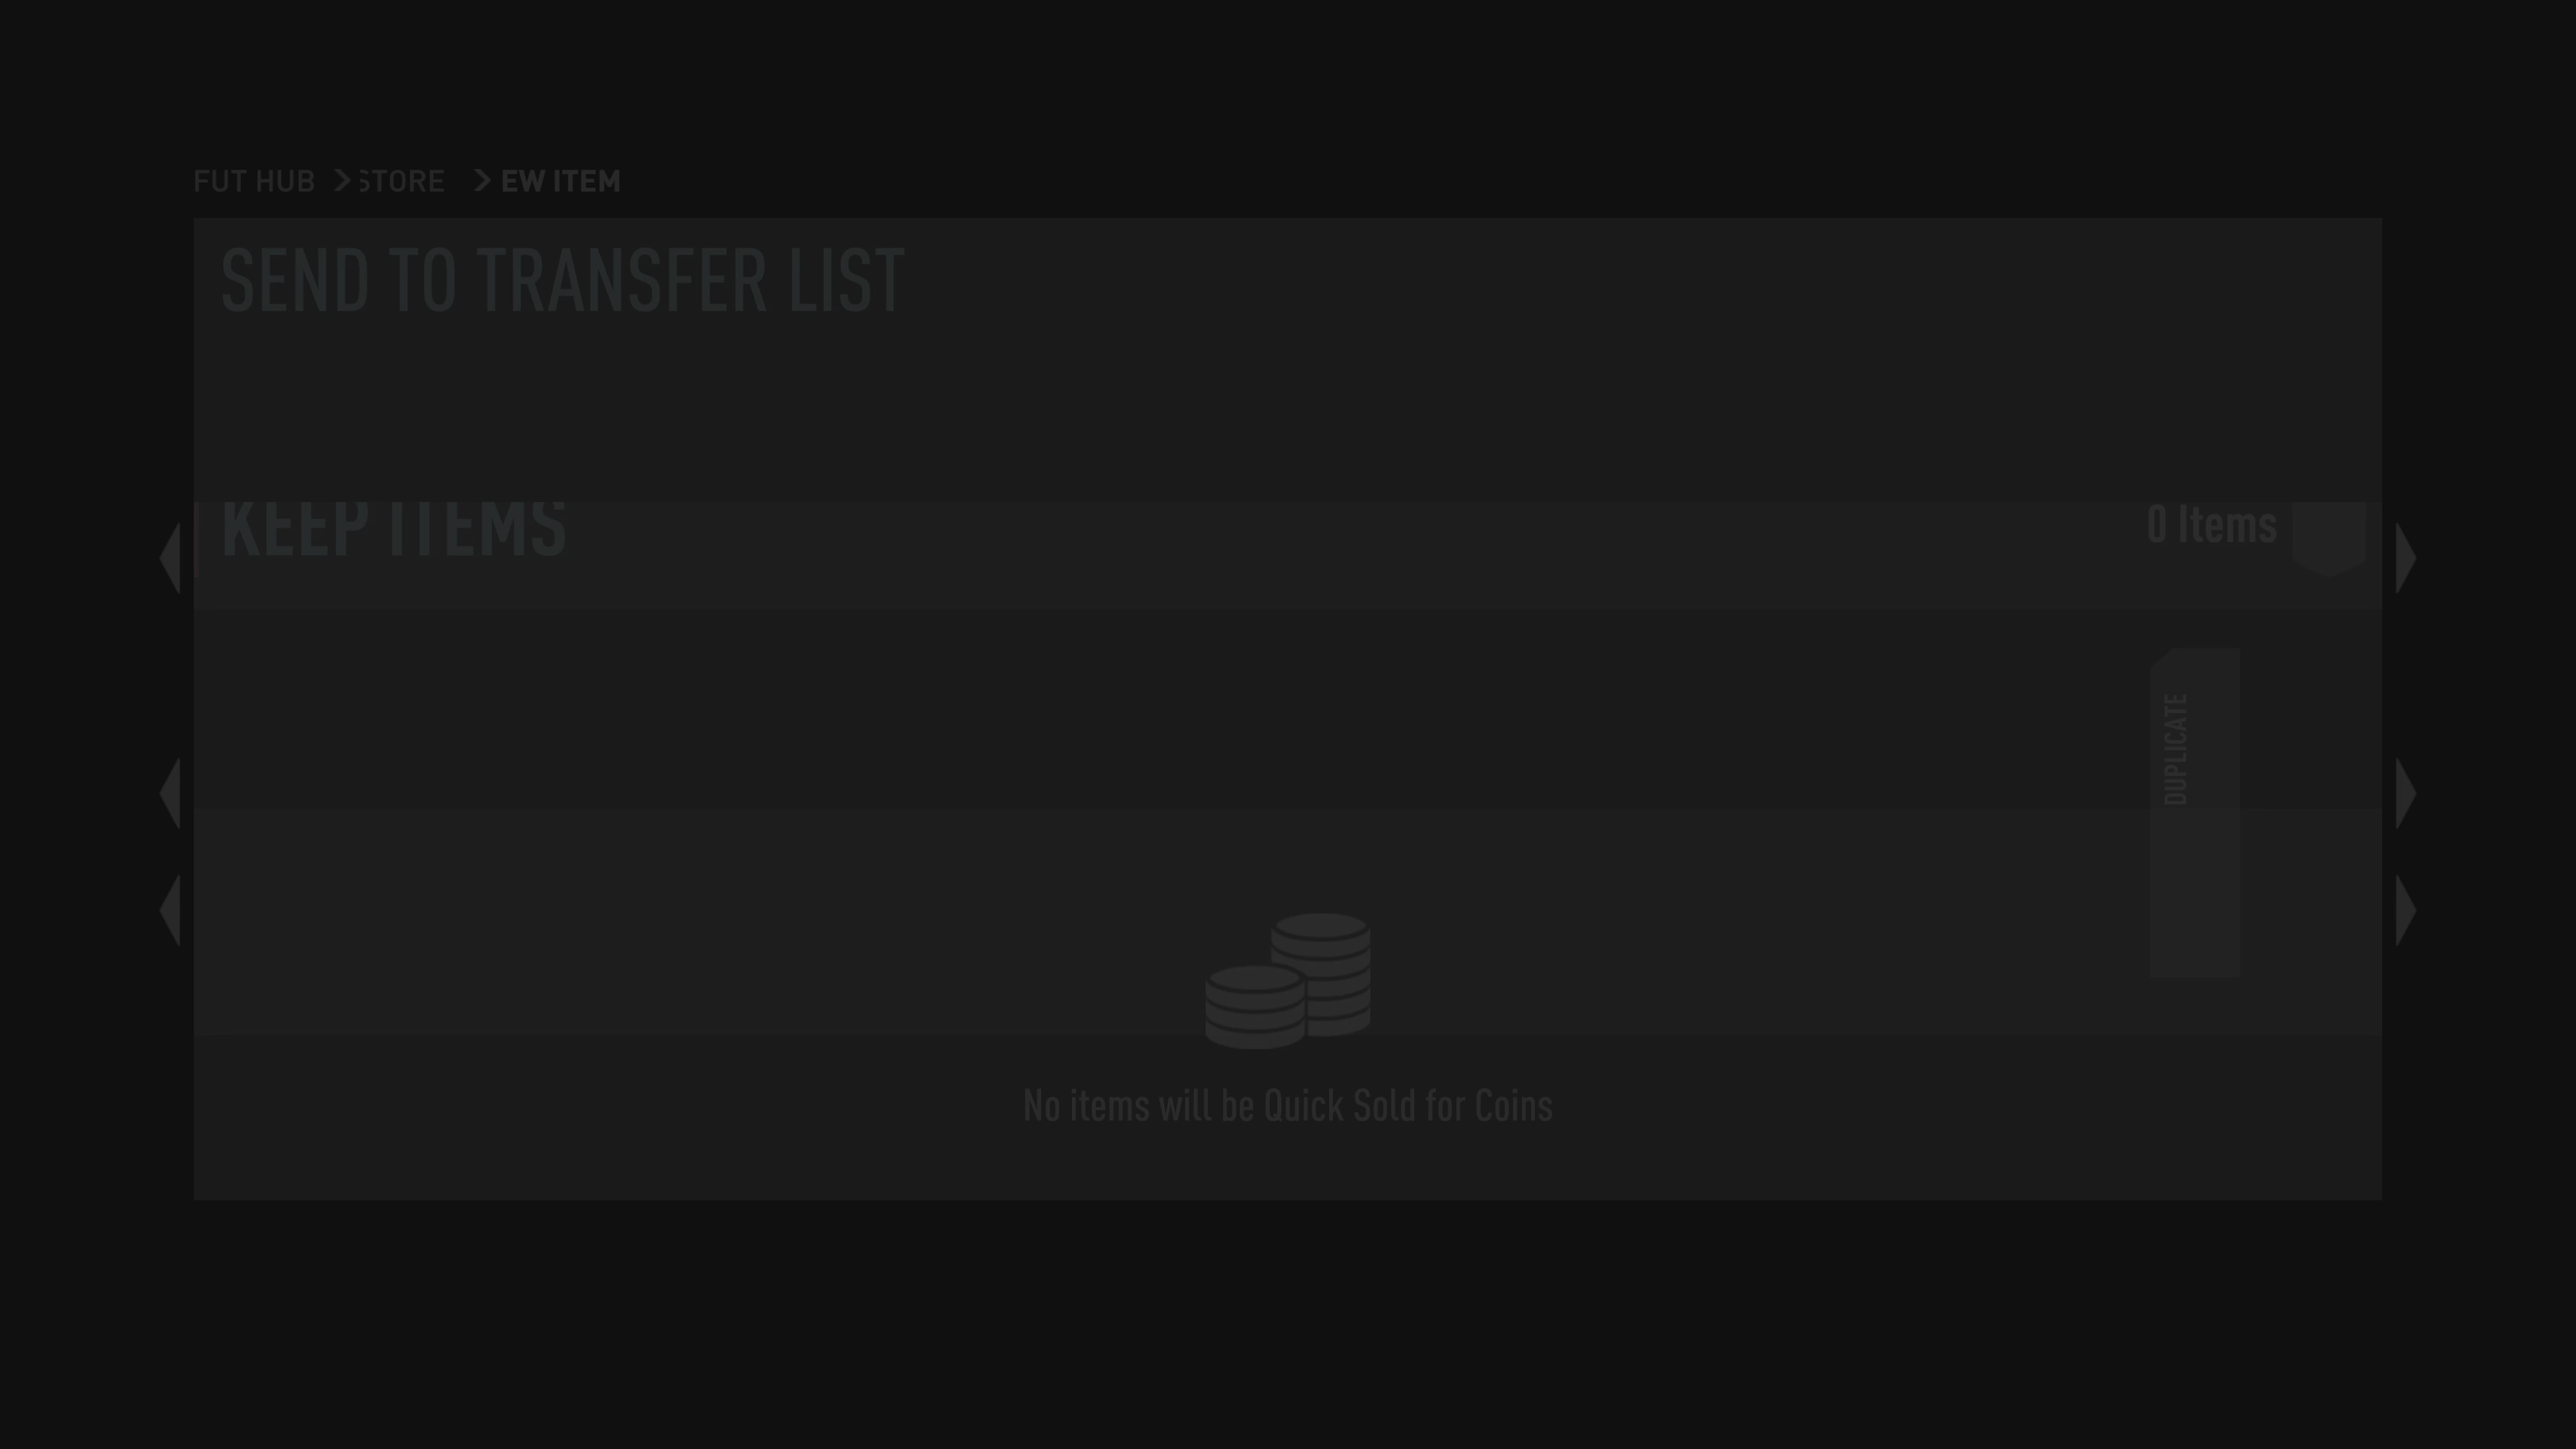 FUT HUB > STORE > EW ITEM
SEND TO TRANSFER LIST
KEEP ITEMS
0 Items
DUPLICATE
No items will be Quick Sold for Coins